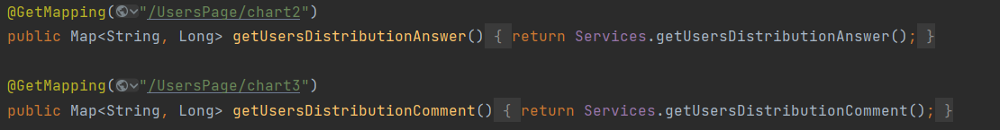 @GetMapping("/UsersPage/chart2")
public Map<String, Long> getUsersDistributionAnswer() { return Services.getUsersDistributionAnswer(); }
@GetMapping("/UsersPage/chart3")
public Map<String, Long> getUsersDistributionComment() { return Services.getUsersDistributionComment(); }